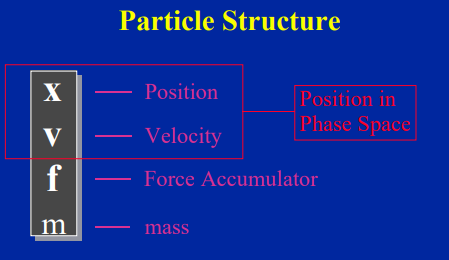 Particle Structure
x Position
v Velocity
f Force Accumulator
m mass
Position in
Phase Space